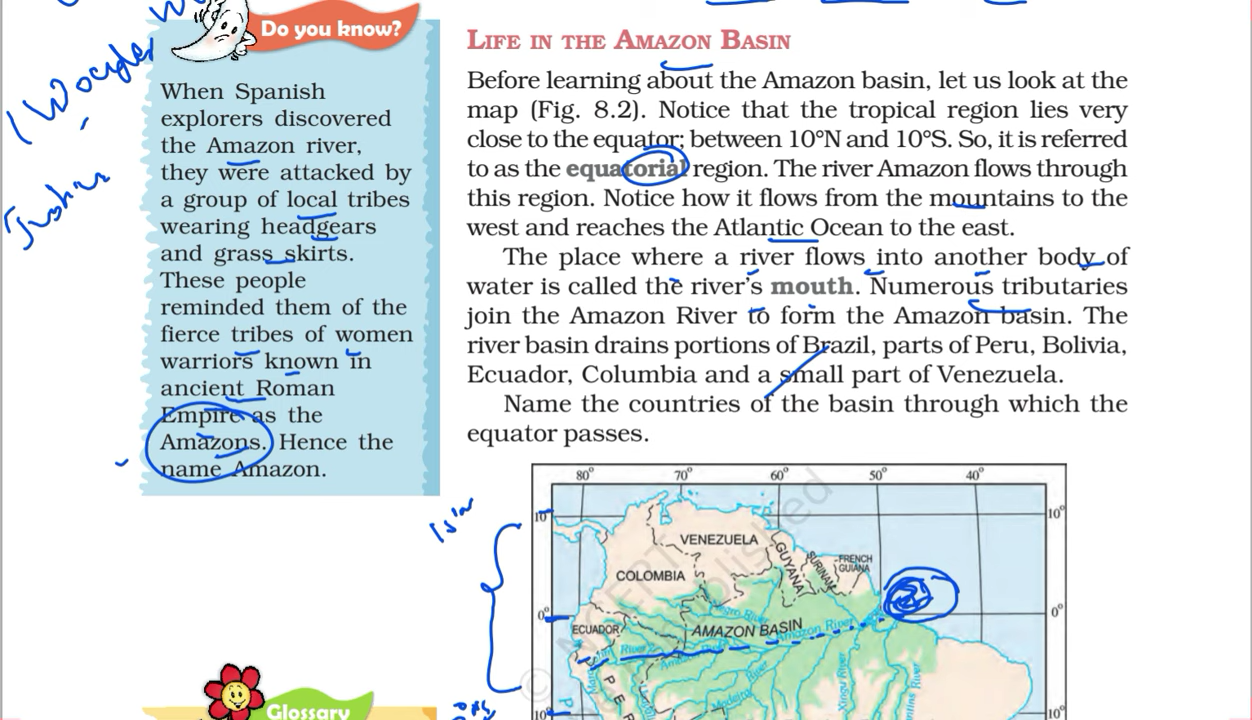 Do you know?
When Spanish
explorers discovered
the Amazon river,
they were attacked by
a group of local tribes
wearing headgears
and grass skirts.
These people
reminded them of the
fierce tribes of women
warriors known in
ancient Roman
Empire as the
Amazons. Hence the
name Amazon.
LIFE IN THE AMAZON BASIN
Before learning about the Amazon basin, let us look at the
map (Fig. 8.2). Notice that the tropical region lies very
close to the equator; between 10°N and 10°S. So, it is referred
to as the equatorial region. The river Amazon flows through
this region. Notice how it flows from the mountains to the
west and reaches the Atlantic Ocean to the east.
The place where a river flows into another body of
water is called the river's mouth. Numerous tributaries
join the Amazon River to form the Amazon basin. The
river basin drains portions of Brazil, parts of Peru, Bolivia,
Ecuador, Columbia and a small part of Venezuela.
Name the countries of the basin through which the
equator passes.
80° 70° 60° 50° 40°
10° 10°
VENEZUELA
GUYANA
SURINAM
FRENCH
GUIANA
COLOMBIA
0° 0°
ECUADOR
AMAZON BASIN
Amazon River
Madeira River
Xingu River
10° 10°
Glossary